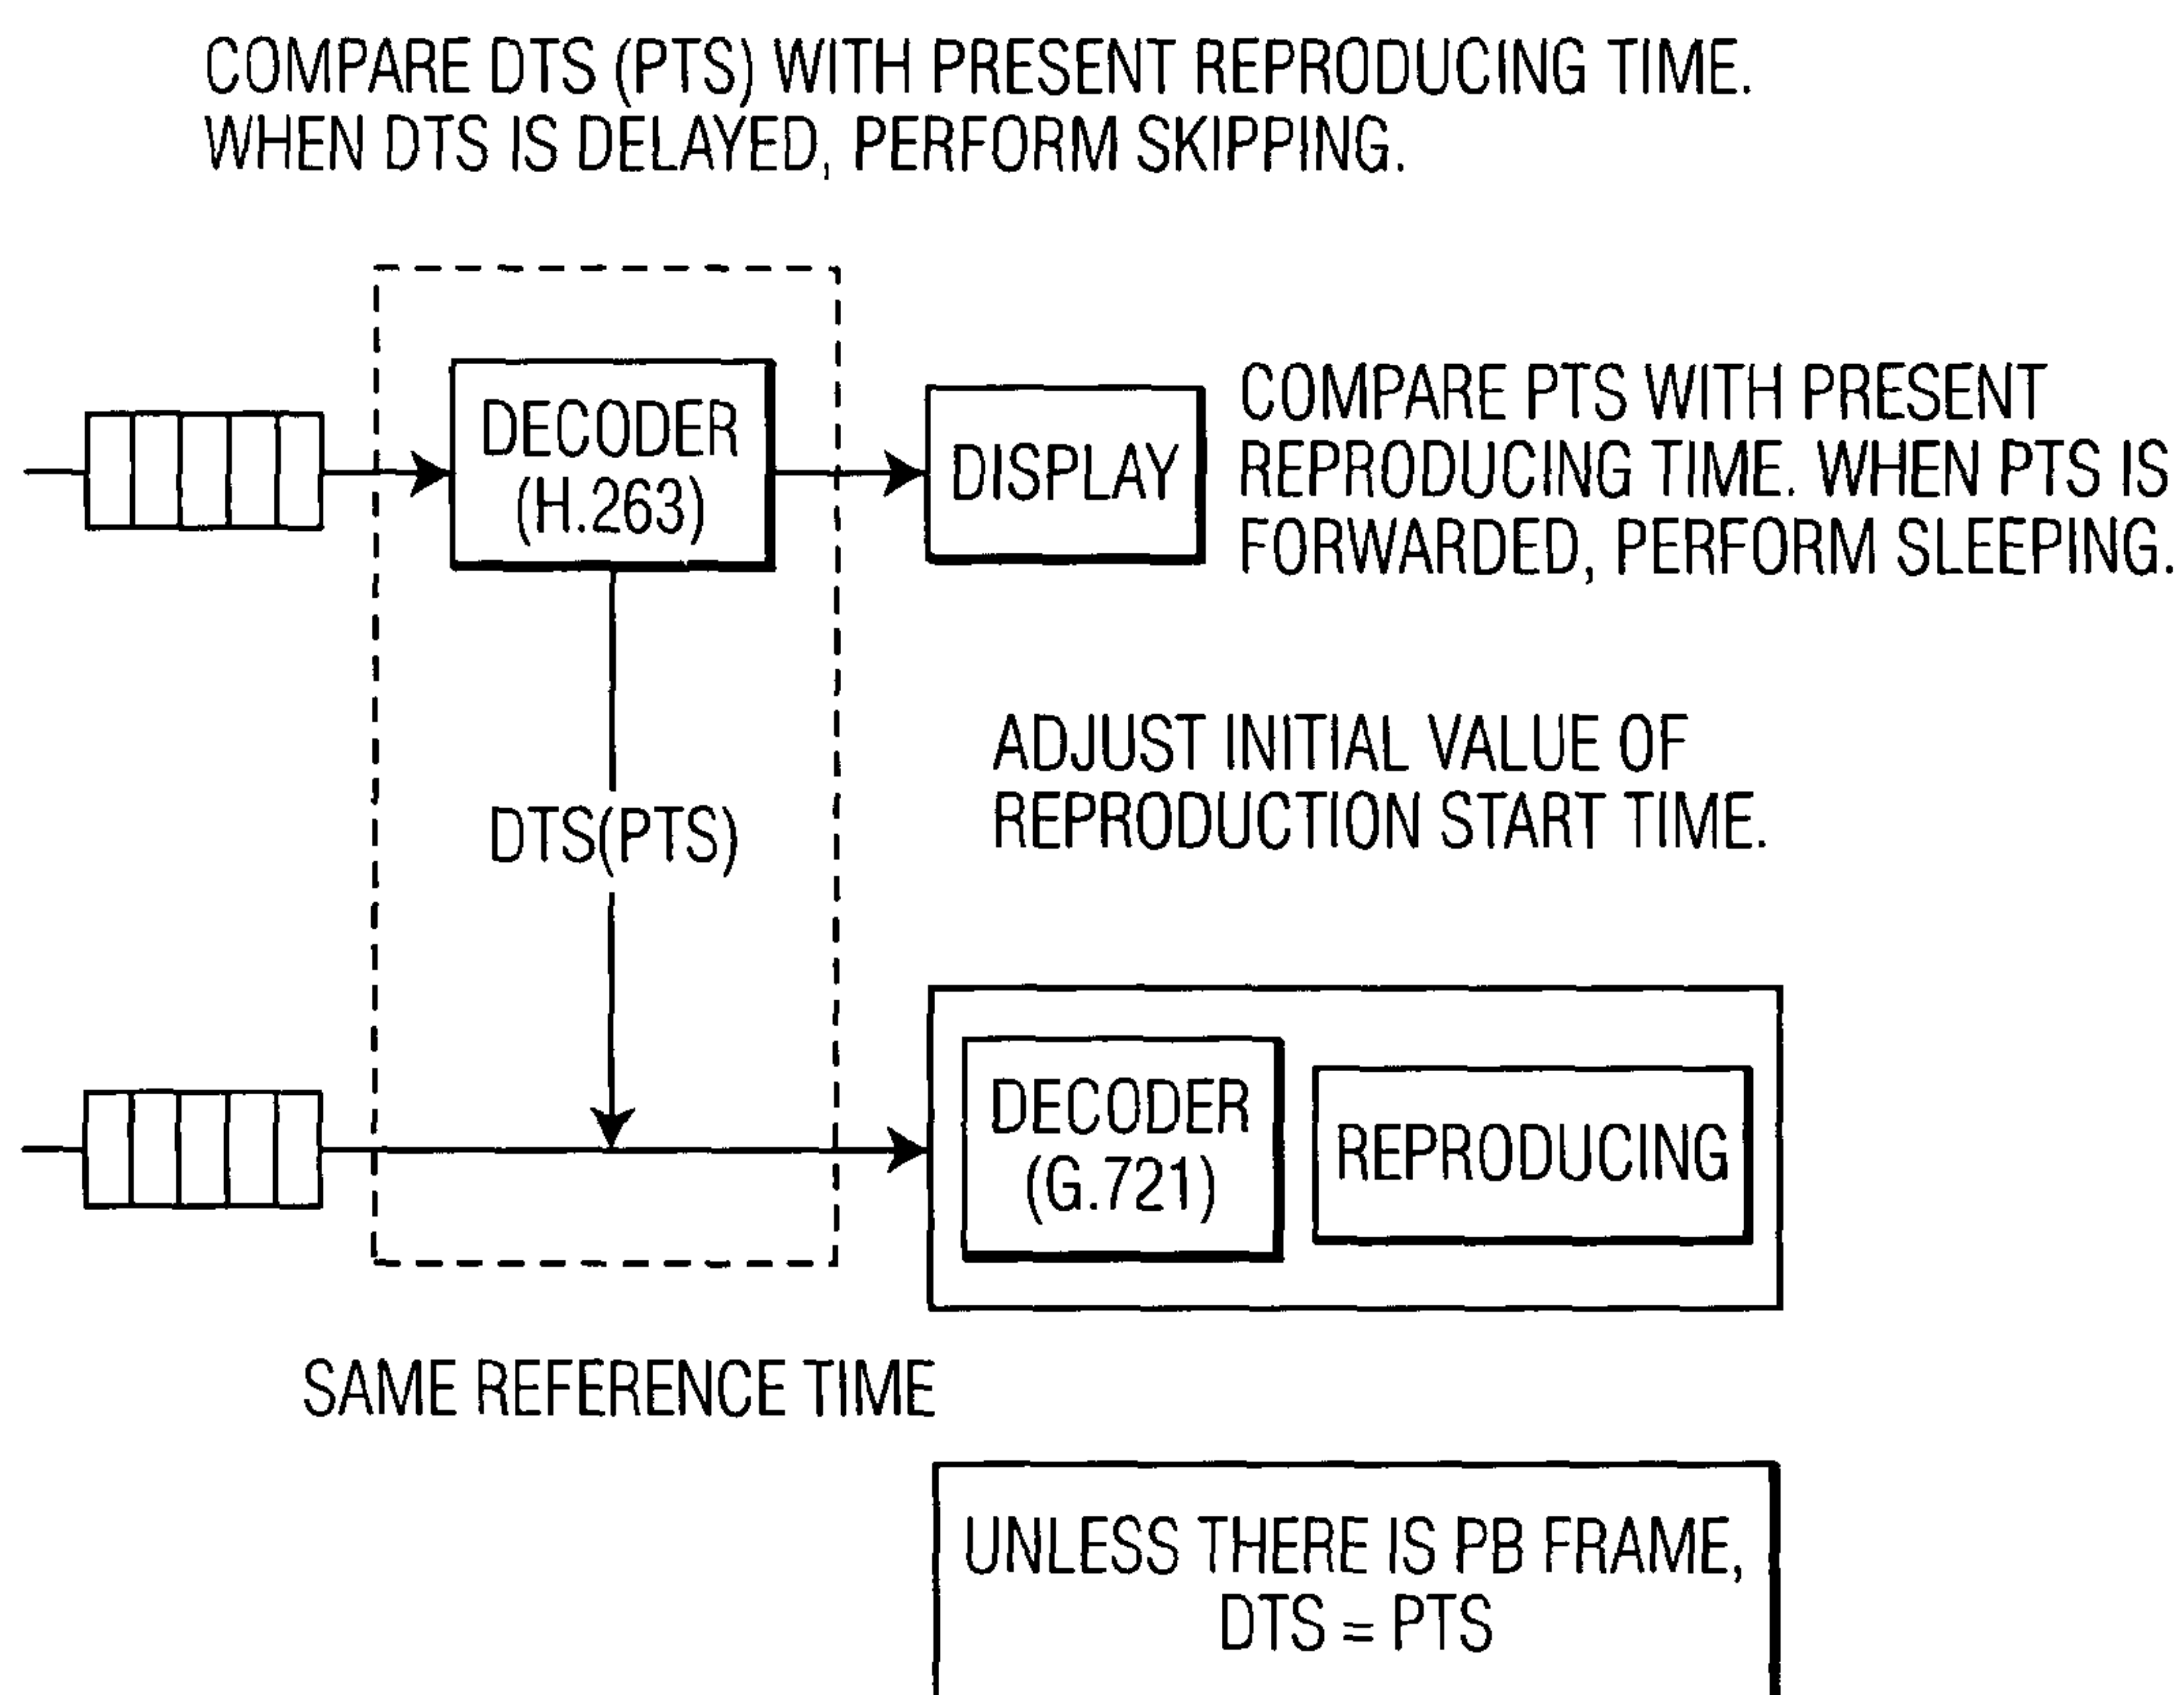 COMPARE DTS (PTS) WITH PRESENT REPRODUCING TIME.
WHEN DTS IS DELAYED, PERFORM SKIPPING.
DECODER
(H.263)
DISPLAY
COMPARE PTS WITH PRESENT
REPRODUCING TIME. WHEN PTS IS
FORWARDED, PERFORM SLEEPING.
DTS(PTS)
ADJUST INITIAL VALUE OF
REPRODUCTION START TIME.
DECODER
(G.721)
REPRODUCING
SAME REFERENCE TIME
UNLESS THERE IS PB FRAME,
DTS = PTS